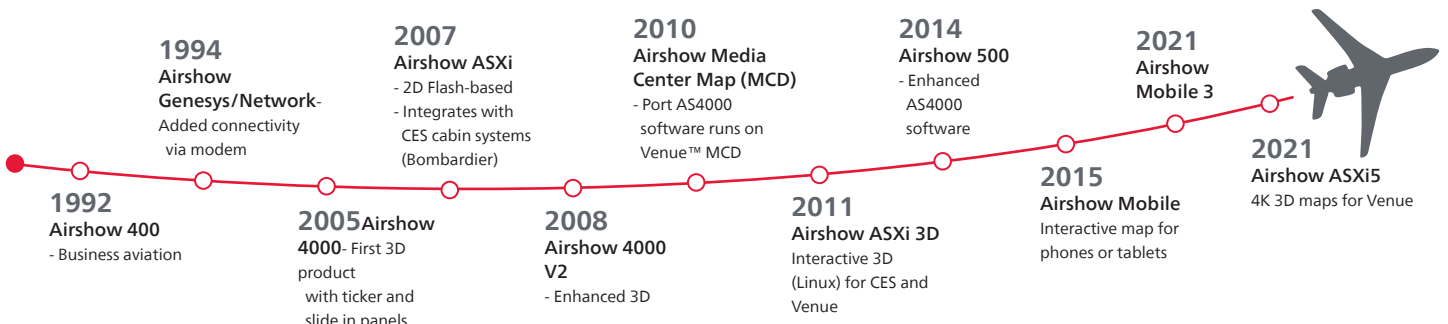 1992
Airshow 400
- Business aviation
1994
Airshow
Genesys/Network-
Added connectivity
via modem
2005Airshow
4000- First 3D
product
with ticker and
slide in panels
2007
Airshow ASXi
- 2D Flash-based
- Integrates with
CES cabin systems
(Bombardier)
2008
Airshow 4000
V2
- Enhanced 3D
2010
Airshow Media
Center Map (MCD)
- Port AS4000
software runs on
Venue™ MCD
2011
Airshow ASXi 3D
Interactive 3D
(Linux) for CES and
Venue
2014
Airshow 500
- Enhanced
AS4000
software
2015
Airshow Mobile
Interactive map for
phones or tablets
2021
Airshow
Mobile 3
2021
Airshow ASXi5
4K 3D maps for Venue